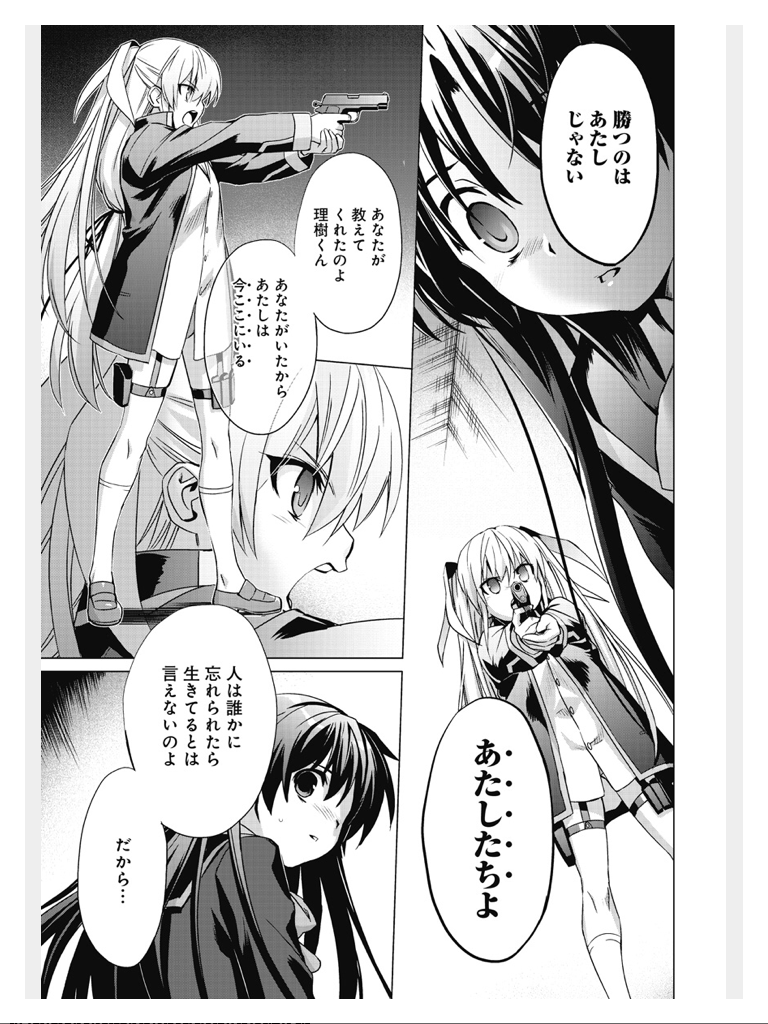 勝つのは
あたし
じゃない
あたしたちよ
あなたが
教えて
くれたのよ
理樹くん
あなたがいたから
あたしは
今ここにいる
人は誰かに
忘れられたら
生きてるとは
言えないのよ
だから…